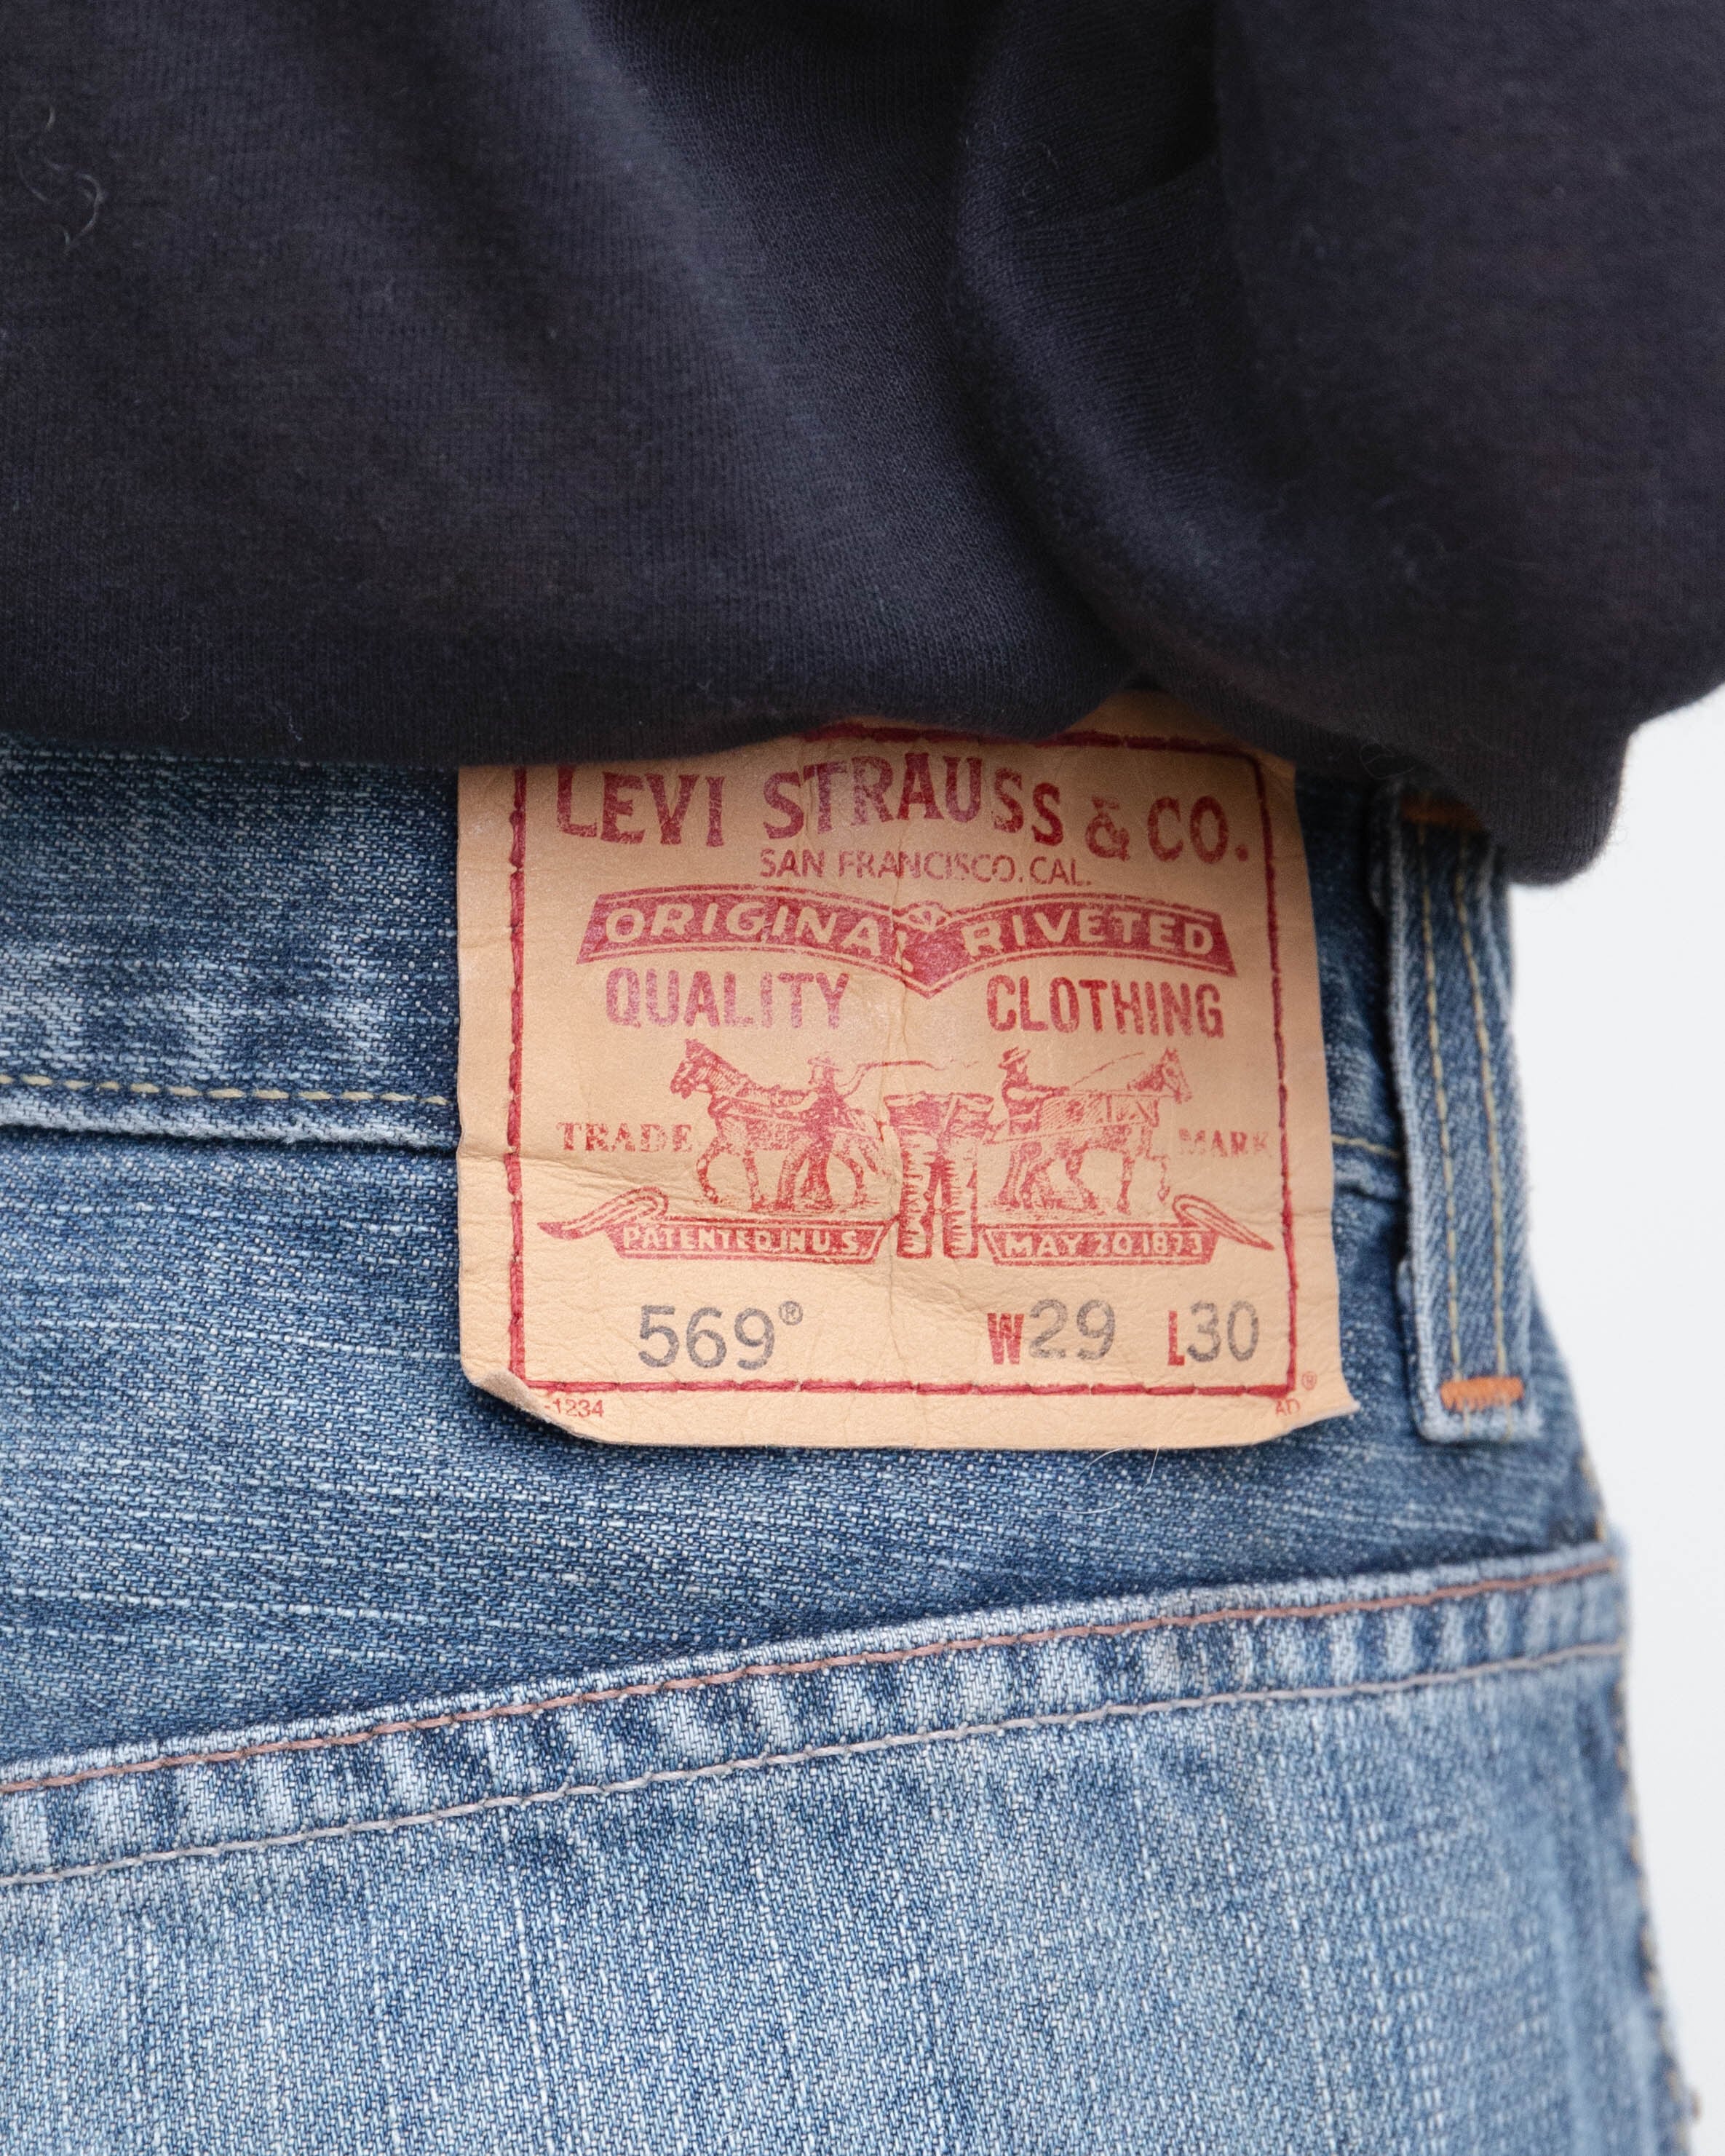 LEVI STRAUSS & CO.
SAN FRANCISCO. CAL.
ORIGINAL RIVETED
QUALITY CLOTHING
TRADE MARK
PATENTED IN U.S. MAY 20 1873
569® W29 L30
®
-1234 AD